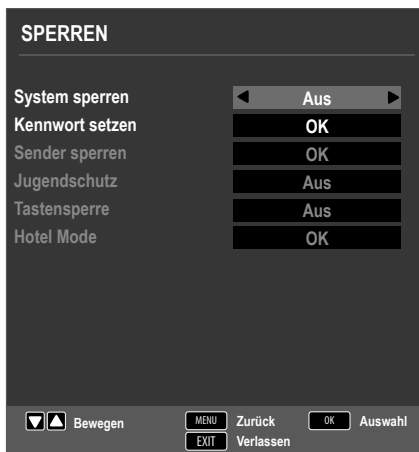 SPERREN
System sperren Aus
Kennwort setzen OK
Sender sperren OK
Jugendschutz Aus
Tastensperre Aus
Hotel Mode OK
Bewegen MENU Zurück OK Auswahl
EXIT Verlassen